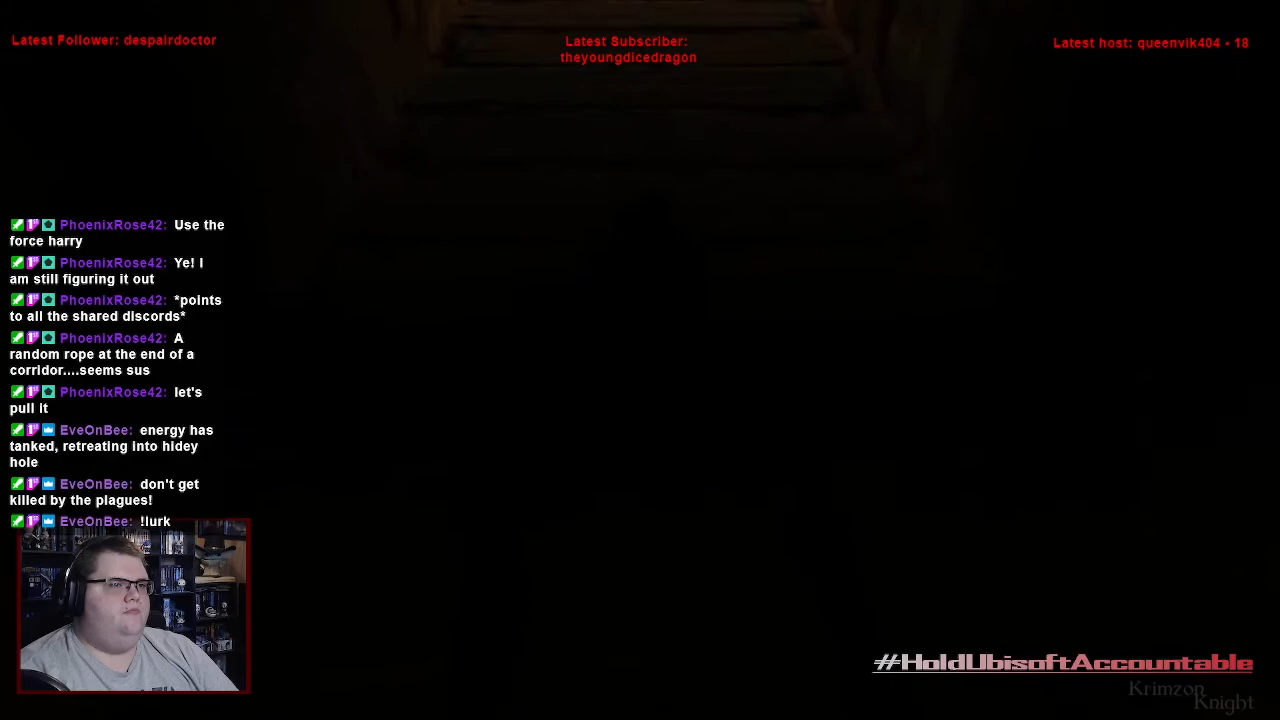 Latest Follower: despairdoctor
Latest Subscriber:
theyoungdicedragon
Latest host: queenvik404 - 18
PhoenixRose42: Use the
force harry
PhoenixRose42: Ye! I
am still figuring it out
PhoenixRose42: *points
to all the shared discords*
PhoenixRose42: A
random rope at the end of a
corridor....seems sus
PhoenixRose42: let's
pull it
EveOnBee: energy has
tanked, retreating into hidey
hole
EveOnBee: don't get
killed by the plagues!
EveOnBee: !lurk
#HoldUbisoftAccountable
Krimzon
Knight